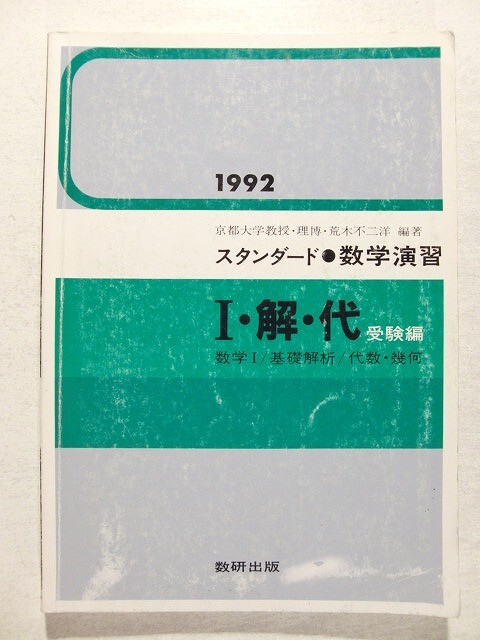 1992
京都大学教授・理博・荒木不二洋 編著
スタンダード●数学演習
I・解・代 受験編
数学I/基礎解析/代数・幾何
数研出版